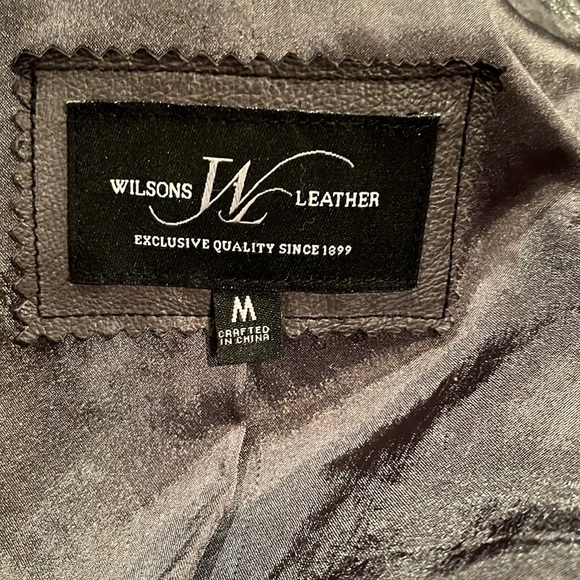 WILSONS WL LEATHER
EXCLUSIVE QUALITY SINCE 1899
M
CRAFTED
IN CHINA